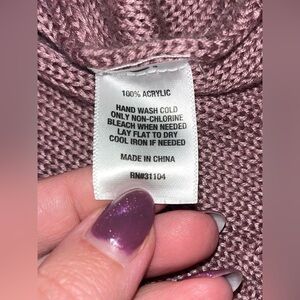 100% ACRYLIC
HAND WASH COLD
ONLY NON-CHLORINE
BLEACH WHEN NEEDED
LAY FLAT TO DRY
COOL IRON IF NEEDED
MADE IN CHINA
RN#31104